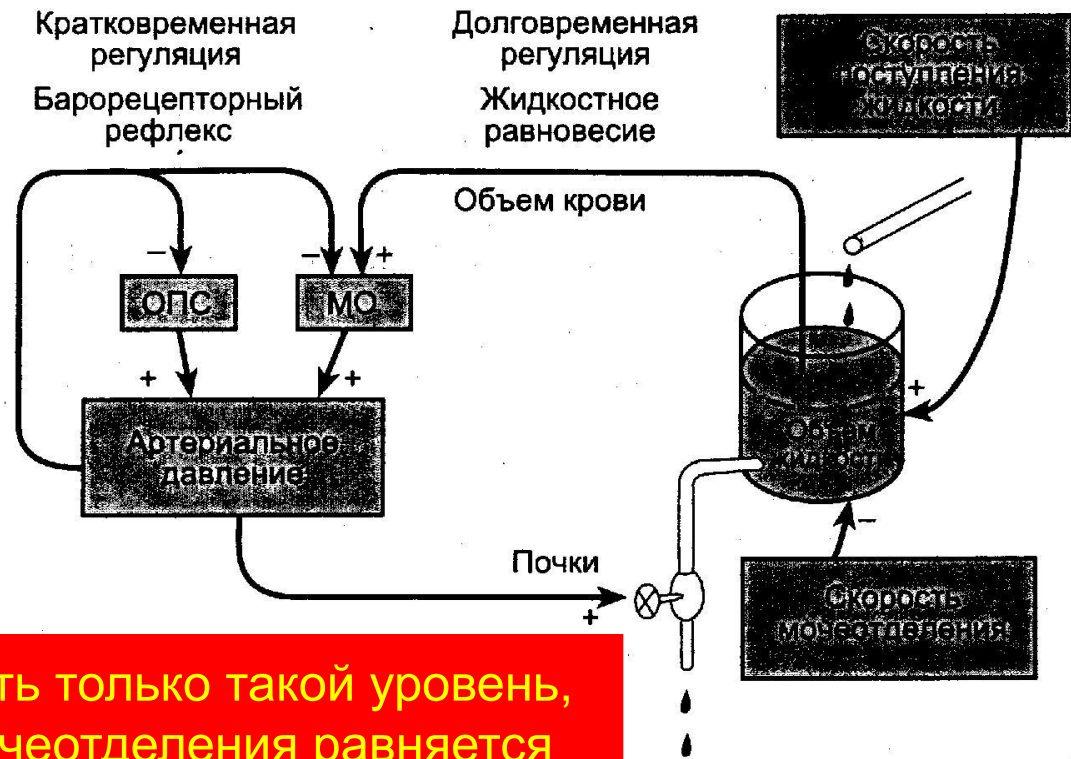 Кратковременная
регуляция
Барорецепторный
рефлекс
Долговременная
регуляция
Жидкостное
равновесие
Объем крови
Скорость
поступления
жидкости
– – +
ОПС
МО
+ +
Артериальное
давление
+
Объем
жидкости
–
Почки
+
Скорость
мочеотделения
ть только такой уровень,
чеотделения равняется